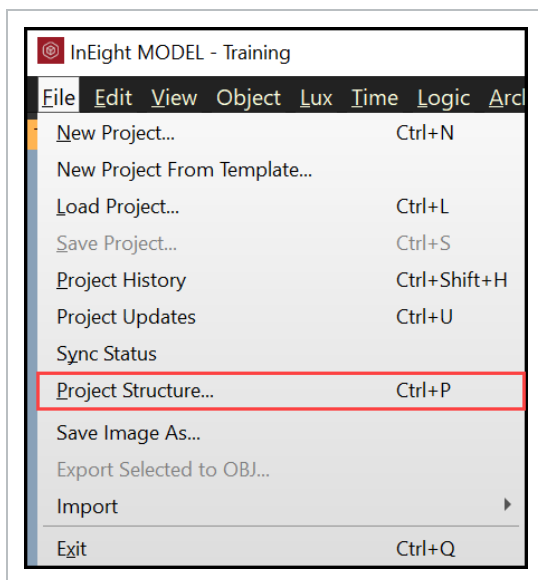 InEight MODEL - Training
File Edit View Object Lux Time Logic
New Project... Ctrl+N
New Project From Template...
Load Project... Ctrl+L
Save Project... Ctrl+S
Project History Ctrl+Shift+H
Project Updates Ctrl+U
Sync Status
Project Structure... Ctrl+P
Save Image As...
Export Selected to OBJ...
Import
Exit Ctrl+Q